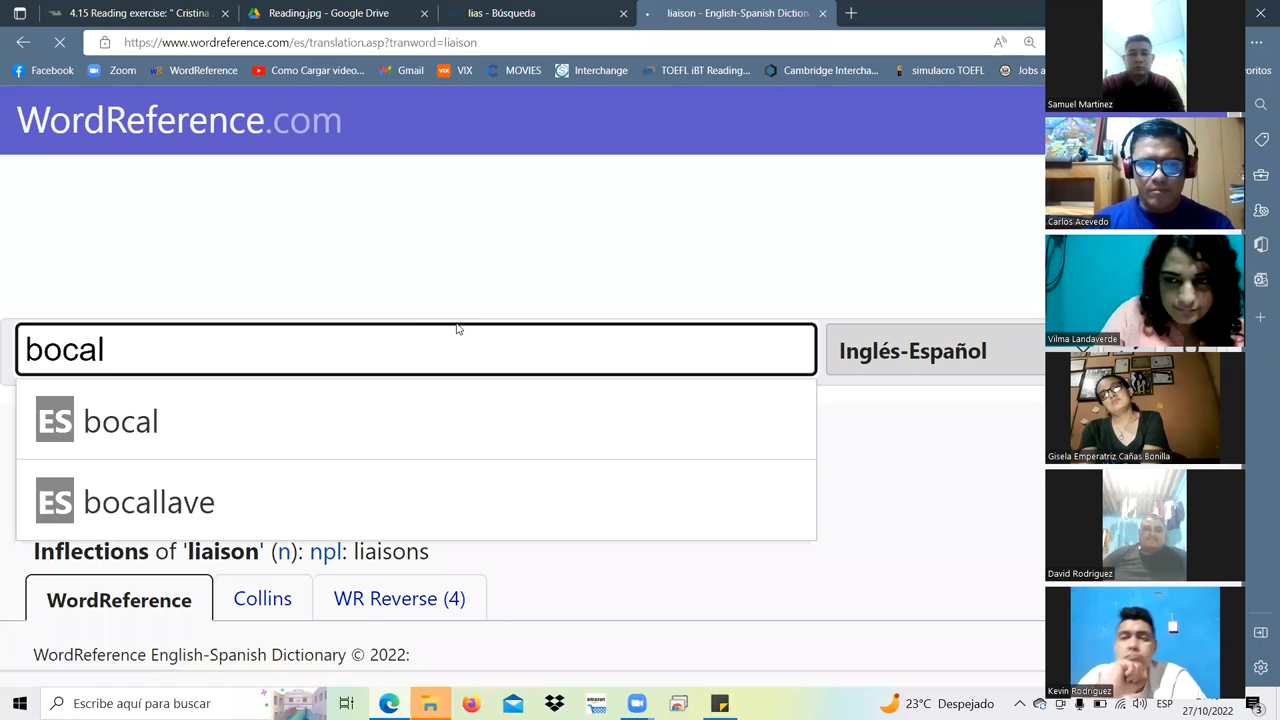 4.15 Reading exercise: " Cristina
Reading.jpg - Google Drive
lias - Búsqueda
liaison - English-Spanish Diction
https://www.wordreference.com/es/translation.asp?tranword=liaison
Facebook
Zoom
WordReference
Como Cargar video...
Gmail
VIX
MOVIES
Interchange
TOEFL iBT Reading...
Cambridge Intercha...
simulacro TOEFL
Jobs a
oritos
WordReference.com
bocal
Inglés-Español
ES bocal
ES bocallave
Inflections of 'liaison' (n): npl: liaisons
WordReference
Collins
WR Reverse (4)
WordReference English-Spanish Dictionary © 2022:
Samuel Martinez
Carlos Acevedo
Vilma Landaverde
Gisela Emperatriz Cañas Bonilla
David Rodriguez
Kevin Rodriguez
Escribe aquí para buscar
amazon
23°C Despejado
ESP
27/10/2022
3